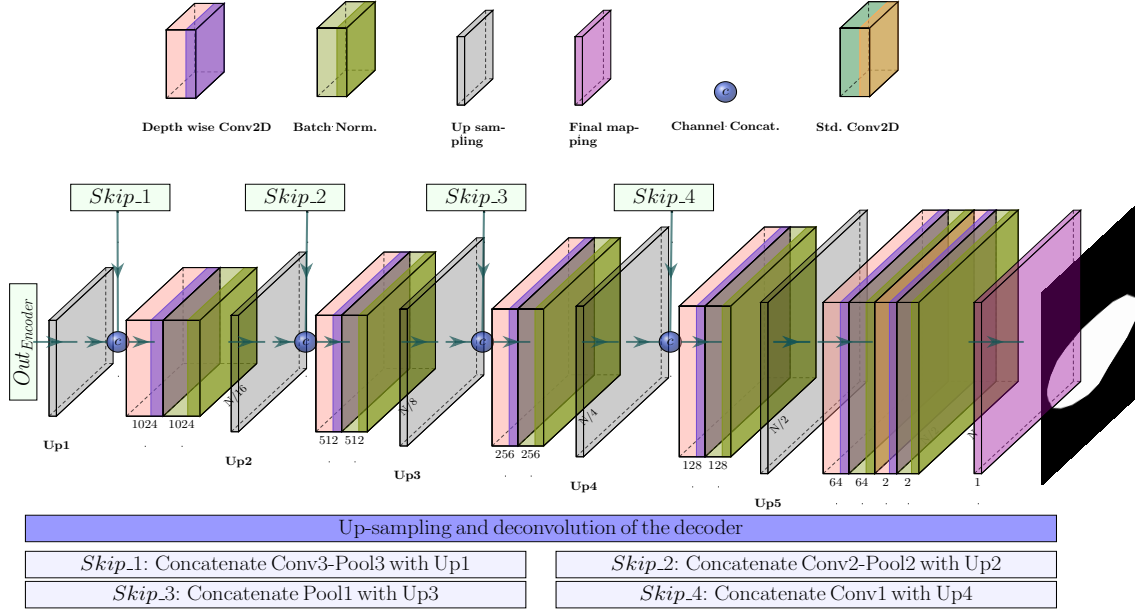 Depth wise Conv2D
Batch Norm.
Up sam-
pling
Final map-
ping
Channel Concat.
Std. Conv2D
c
Skip_1
Skip_2
Skip_3
Skip_4
Out_Encoder
c
c
c
c
N/16
N/8
N/4
N/2
N
1024 1024
512 512
256 256
128 128
64 64 2 2
1
Up1
Up2
Up3
Up4
Up5
Up-sampling and deconvolution of the decoder
Skip_1: Concatenate Conv3-Pool3 with Up1
Skip_2: Concatenate Conv2-Pool2 with Up2
Skip_3: Concatenate Pool1 with Up3
Skip_4: Concatenate Conv1 with Up4